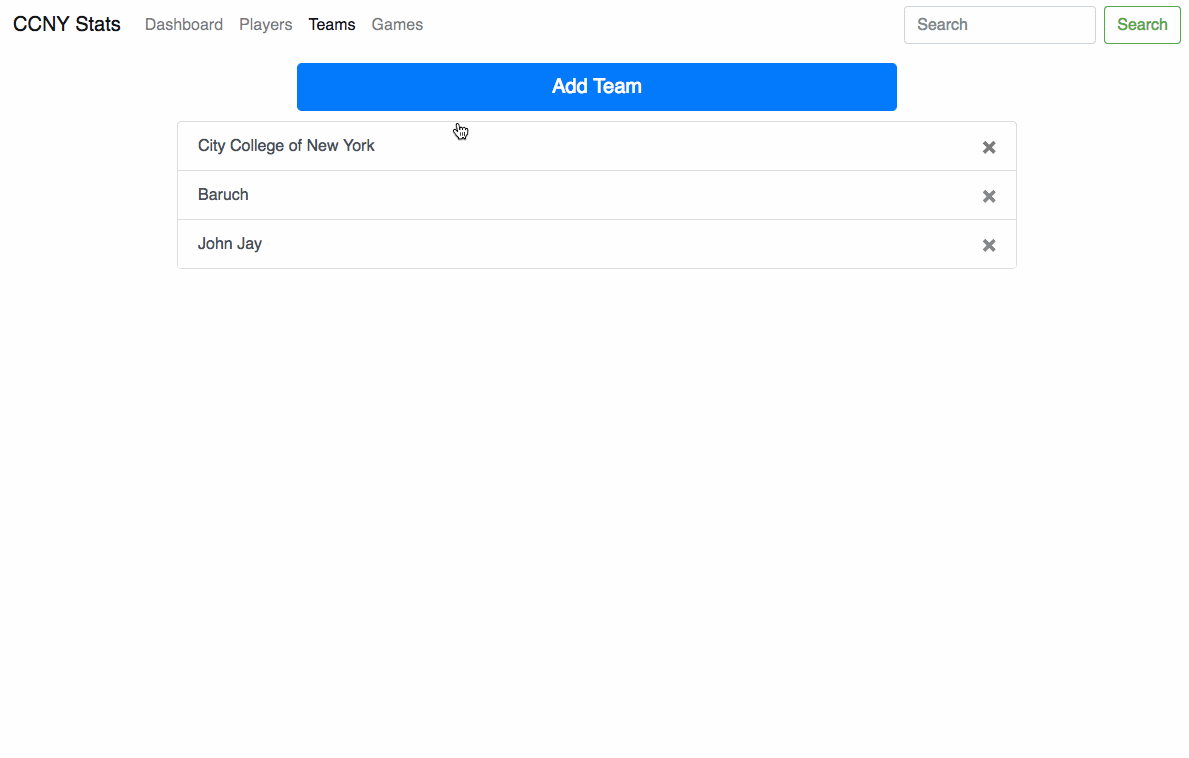 CCNY Stats Dashboard Players Teams Games Search Search
Add Team
City College of New York
Baruch
John Jay